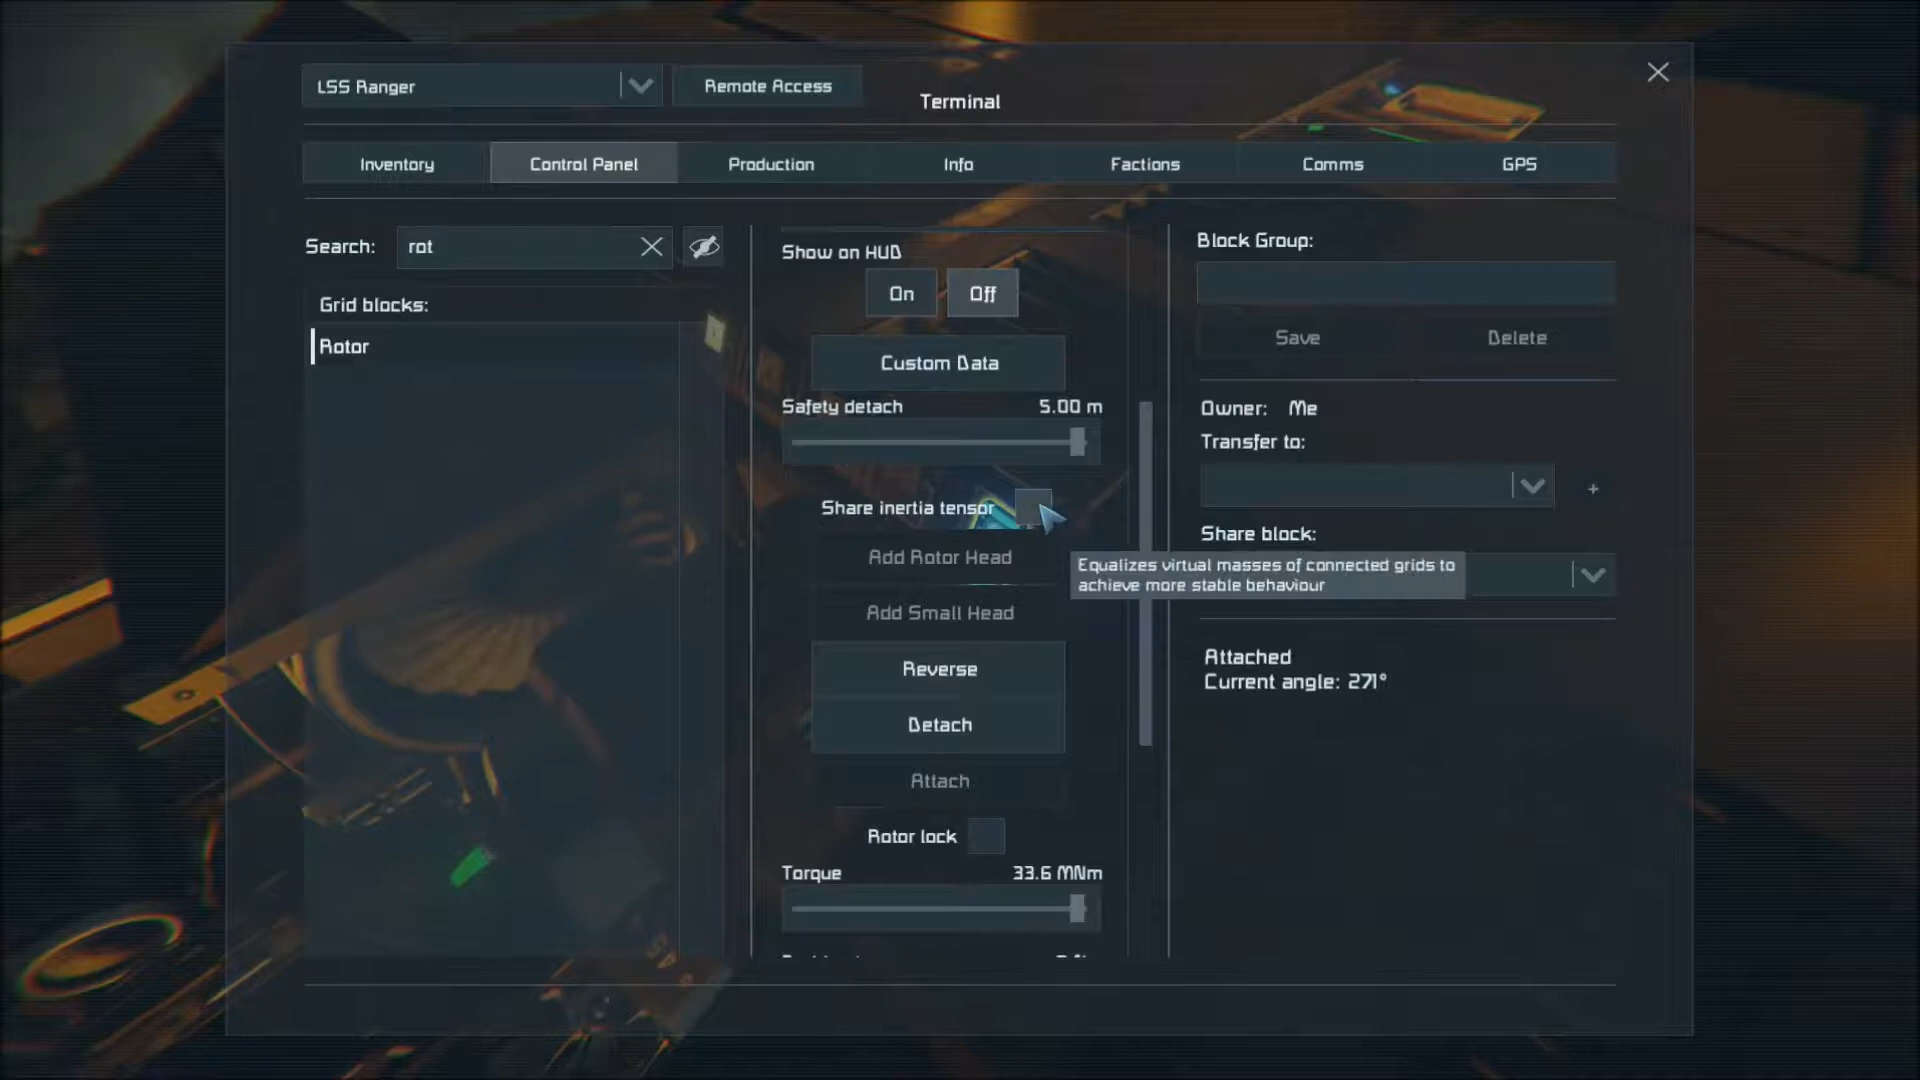 LSS Ranger
Remote Access
Terminal
Inventory
Control Panel
Production
Info
Factions
Comms
GPS
Search:
rot
Grid blocks:
Rotor
Show on HUD
On
Off
Custom Data
Safety detach
5.00 m
Share inertia tensor
Add Rotor Head
Add Small Head
Reverse
Detach
Attach
Rotor lock
Torque
33.6 MNm
Block Group:
Save
Delete
Owner: Me
Transfer to:
+
Share block:
Equalizes virtual masses of connected grids to
achieve more stable behaviour
Attached
Current angle: 271°